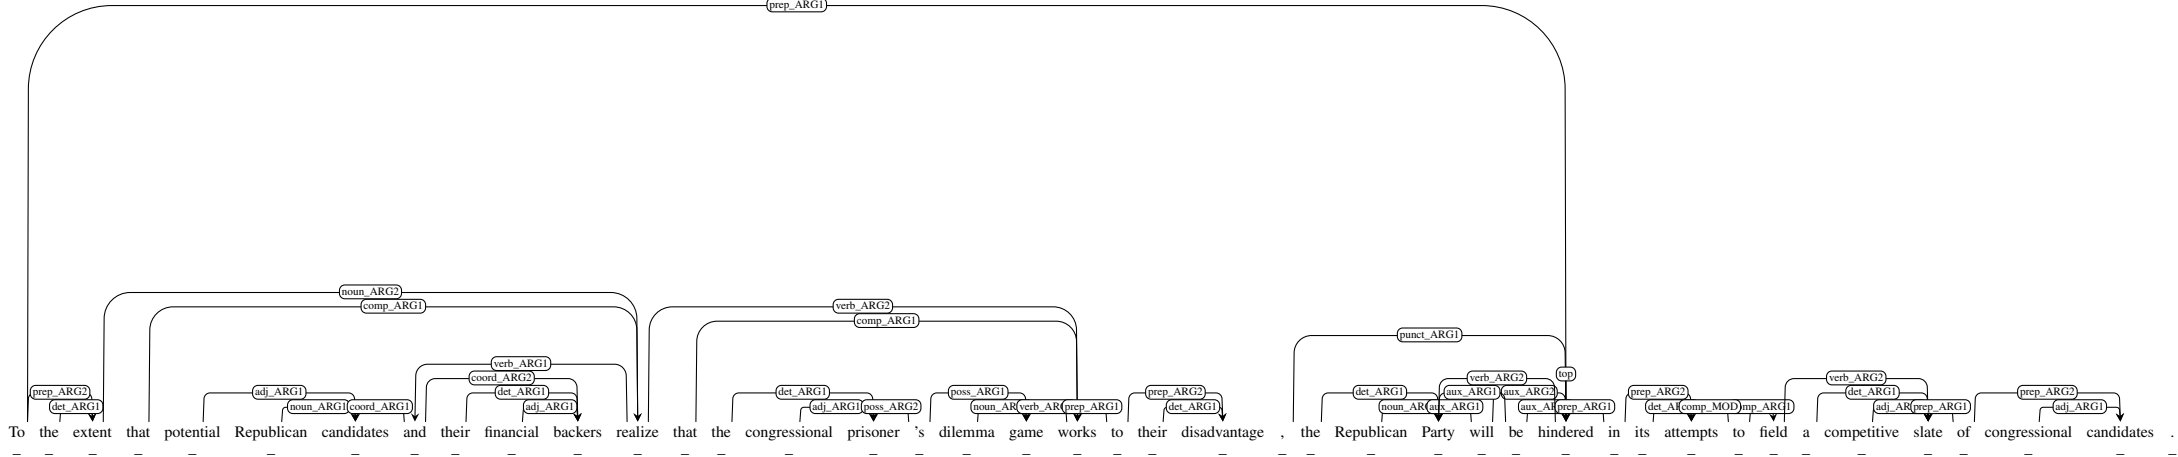 prep_ARG1
noun_ARG2
comp_ARG1 verb_ARG2
comp_ARG1
punct_ARG1
verb_ARG1 top
coord_ARG2 verb_ARG2 verb_ARG2
prep_ARG2 adj_ARG1 det_ARG1 det_ARG1 poss_ARG1 prep_ARG2 det_ARG1 aux_ARG1 aux_ARG2 prep_ARG2 det_ARG1 prep_ARG2
det_ARG1 noun_ARG1 coord_ARG1 adj_ARG1 adj_ARG1 poss_ARG2 prep_ARG1 det_ARG1 prep_ARG1 comp_MOD prep_ARG1 adj_ARG1
To the extent that potential Republican candidates and their financial backers realize that the congressional prisoner 's dilemma game works to their disadvantage , the Republican Party will be hindered in its attempts to field a competitive slate of congressional candidates .